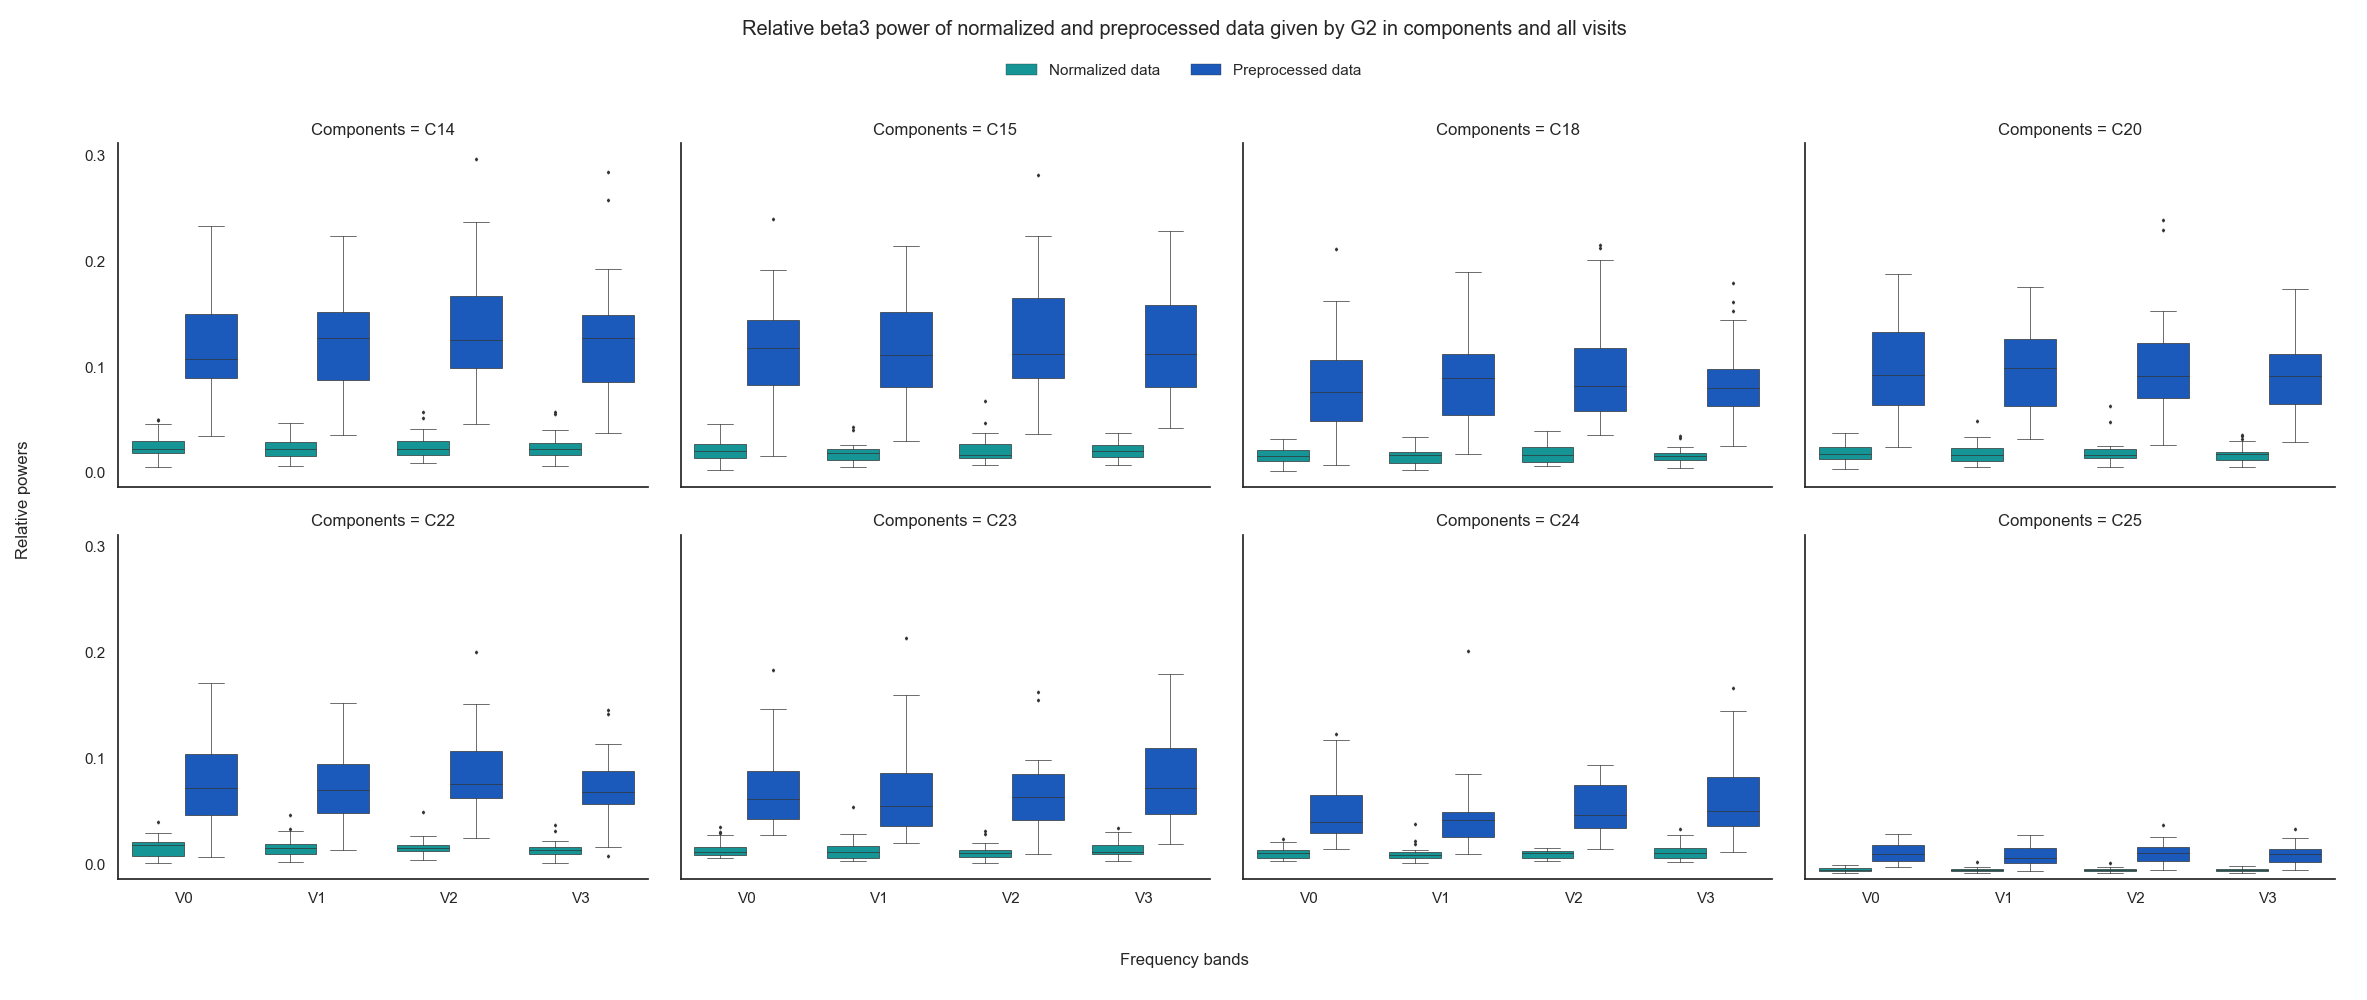 Relative beta3 power of normalized and preprocessed data given by G2 in components and all visits
Normalized data Preprocessed data
Components = C14 Components = C15 Components = C18 Components = C20
0.3
0.2
0.1
0.0
Relative powers
Components = C22 Components = C23 Components = C24 Components = C25
0.3
0.2
0.1
0.0
V0 V1 V2 V3 V0 V1 V2 V3 V0 V1 V2 V3 V0 V1 V2 V3
Frequency bands